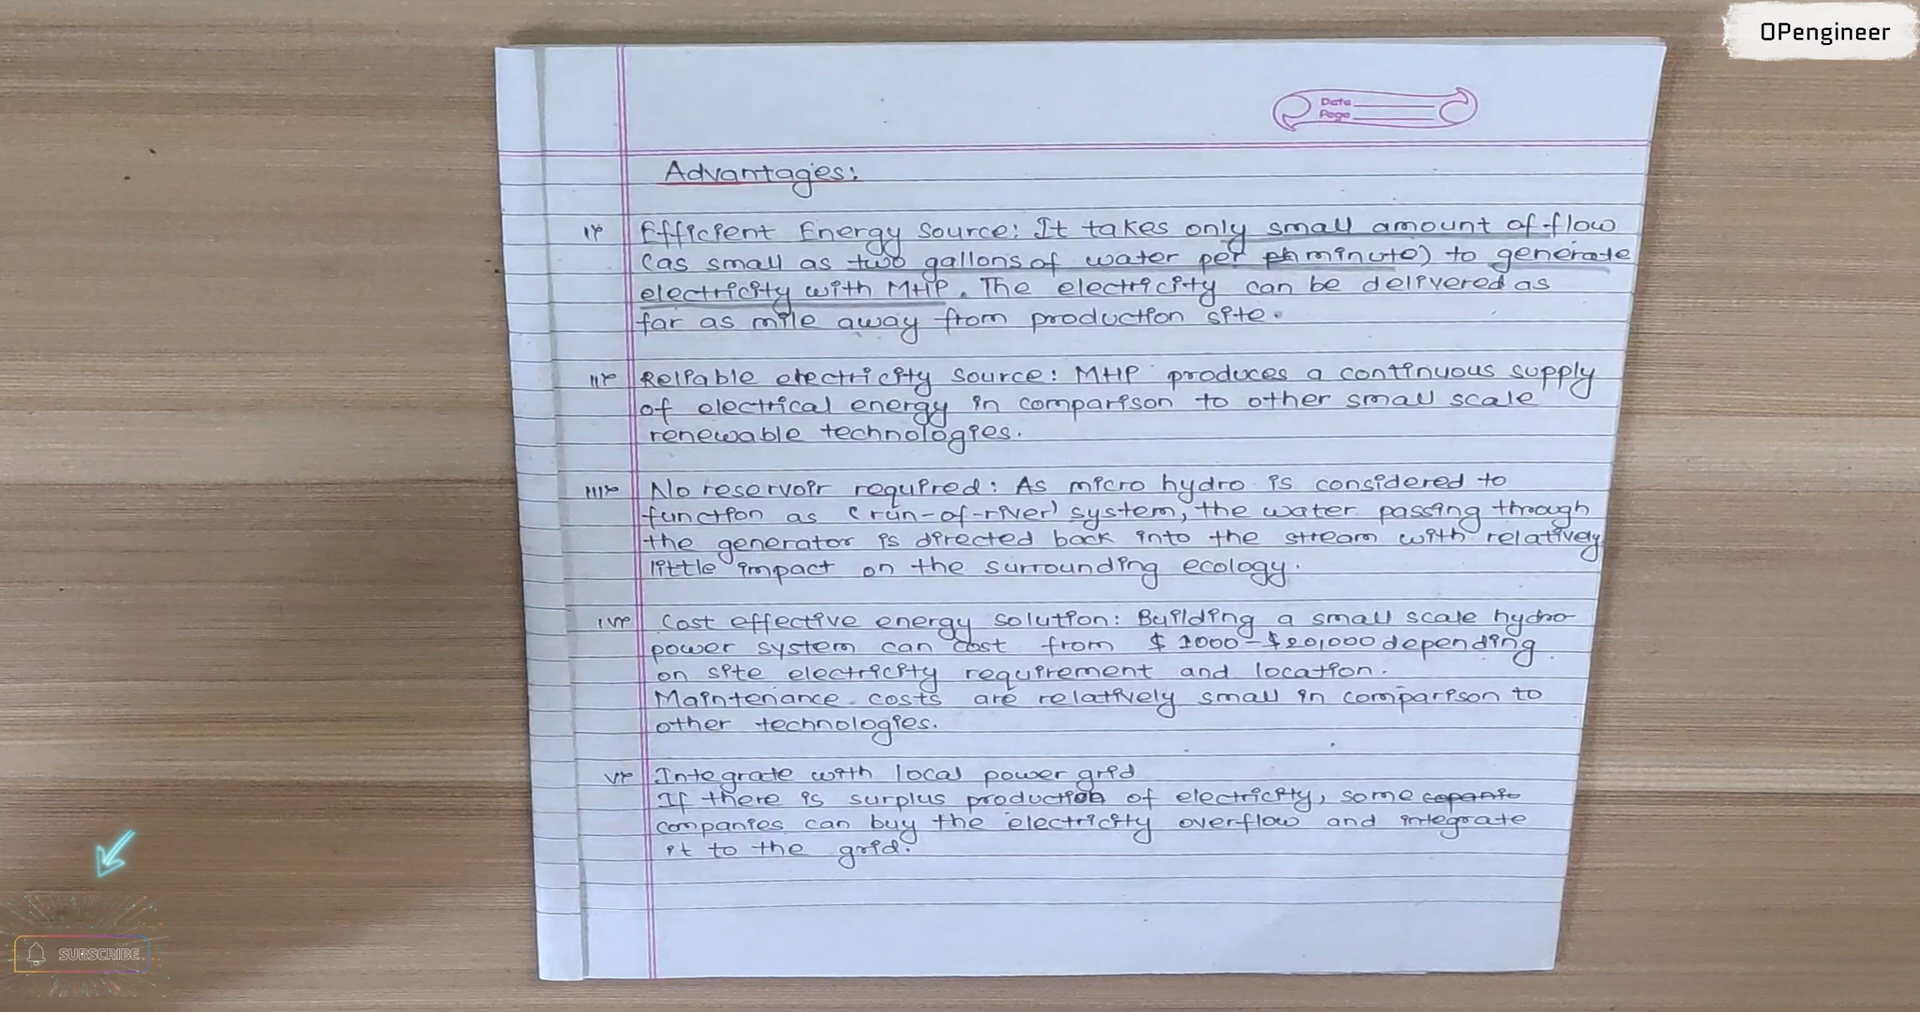 OPengineer
Date
Page
Advantages:
i) Efficient Energy Source: It takes only small amount of flow
(as small as two gallons of water per minute) to generate
electricity with MHP. The electricity can be delivered as
far as mile away from production site.
ii) Reliable electricity source: MHP produces a continuous supply
of electrical energy in comparison to other small scale
renewable technologies.
iii) No reservoir required: As micro hydro is considered to
function as 'run-of-river' system, the water passing through
the generator is directed back into the stream with relatively
little impact on the surrounding ecology.
iv) Cost effective energy solution: Building a small scale hydro
power system can cost from $ 1000 - $20,000 depending
on site electricity requirement and location.
Maintenance costs are relatively small in comparison to
other technologies.
v) Integrate with local power grid
If there is surplus production of electricity, some
companies can buy the electricity overflow and integrate
it to the grid.
SUBSCRIBE